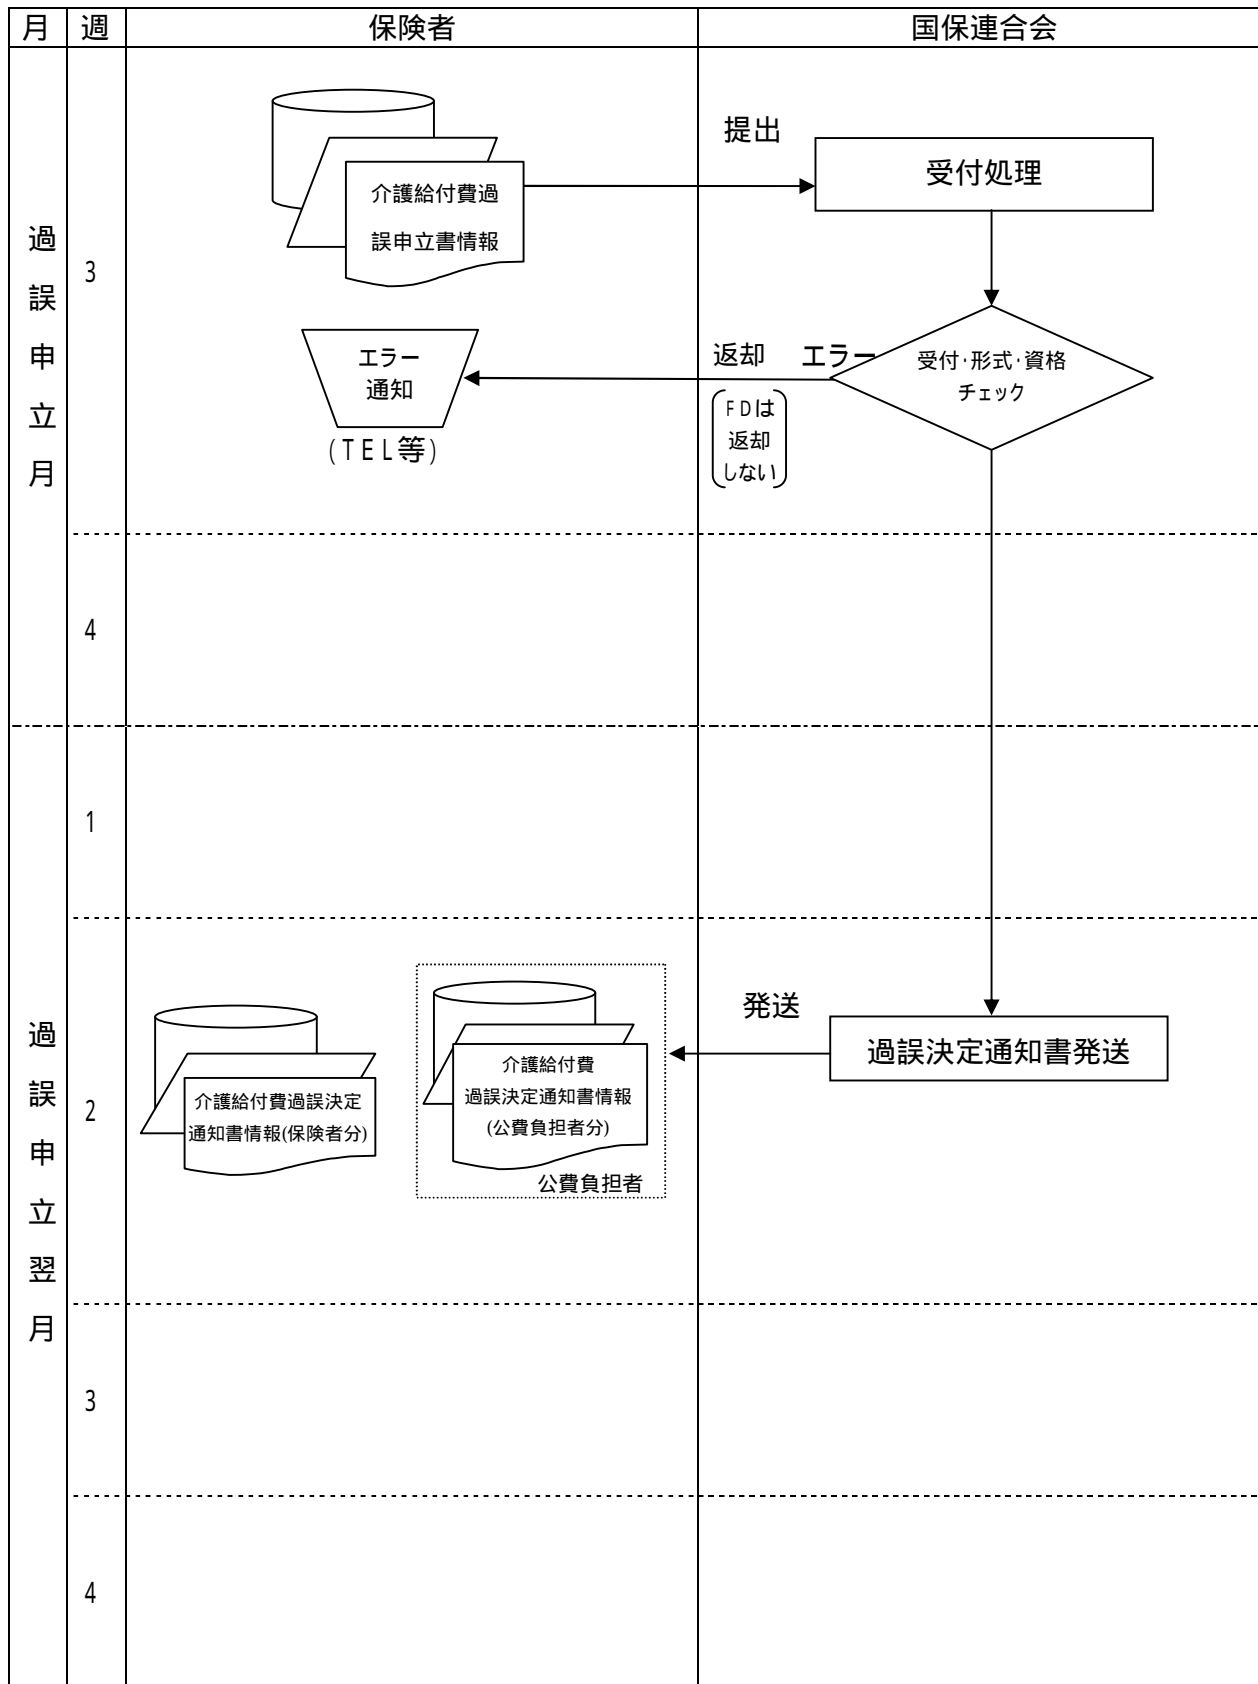 月 週 保険者 国保連合会
過誤申立月
3
介護給付費過
誤申立書情報
提出
受付処理
エラー
通知
(TEL等)
返却 エラー
FDは
返却
しない
受付･形式･資格
チェック
4
過誤申立翌月
1
2
介護給付費過誤決定
通知書情報(保険者分)
介護給付費
過誤決定通知書情報
(公費負担者分)
公費負担者
発送
過誤決定通知書発送
3
4